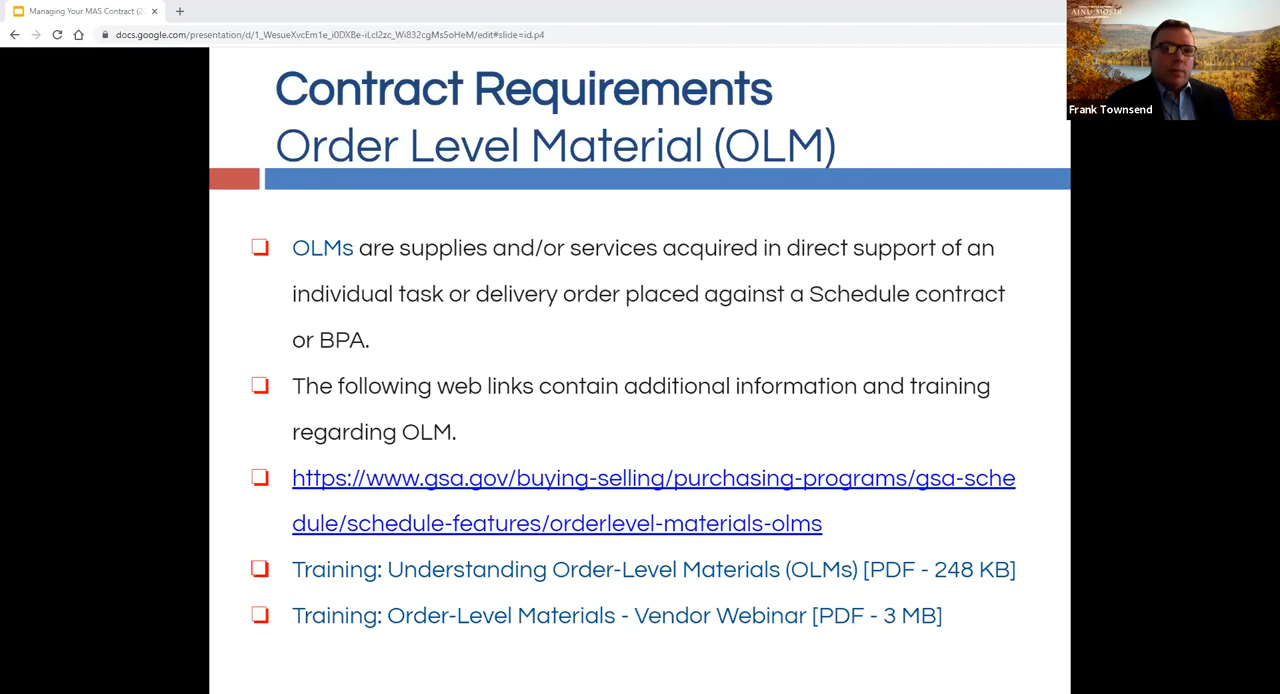 Managing Your MAS Contract (2
docs.google.com/presentation/d/1_WesueXvcEm1e_i0DXBe-iLcI2zc_Wi832cgMs5oHeM/edit#slide=id.p4
AINU MOSIR
Frank Townsend
Contract Requirements
Order Level Material (OLM)
OLMs are supplies and/or services acquired in direct support of an
individual task or delivery order placed against a Schedule contract
or BPA.
The following web links contain additional information and training
regarding OLM.
https://www.gsa.gov/buying-selling/purchasing-programs/gsa-sche
dule/schedule-features/orderlevel-materials-olms
Training: Understanding Order-Level Materials (OLMs) [PDF - 248 KB]
Training: Order-Level Materials - Vendor Webinar [PDF - 3 MB]